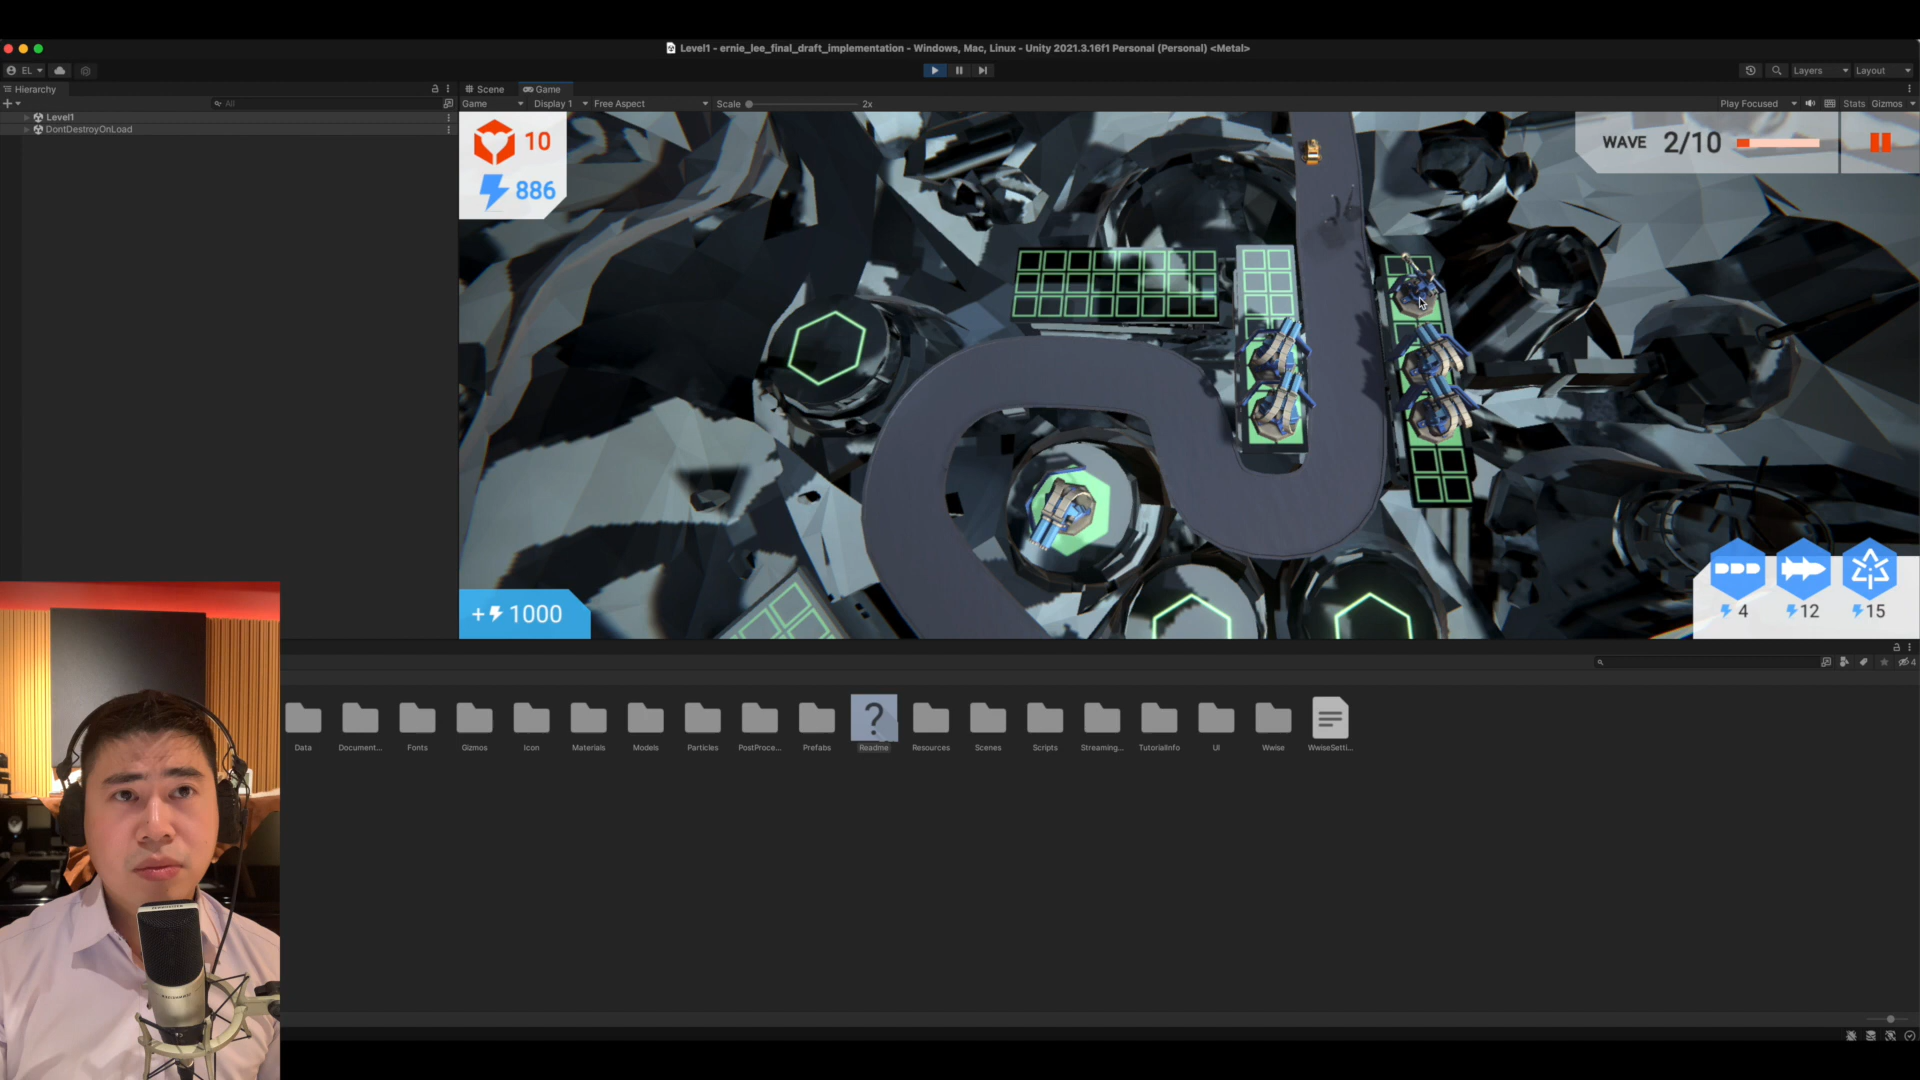 Level1 - ernie_lee_final_draft_implementation - Windows, Mac, Linux - Unity 2021.3.16f1 Personal (Personal) <Metal>
EL
Layers
Layout
Hierarchy
Scene
Game
All
Game
Display 1
Free Aspect
Scale
2x
Play Focused
Stats
Gizmos
Level1
DontDestroyOnLoad
10
886
WAVE 2/10
+ 1000
4
12
15
4
Data
Document...
Fonts
Gizmos
Icon
Materials
Models
Particles
PostProce...
Prefabs
?
Readme
Resources
Scenes
Scripts
Streaming...
TutorialInfo
UI
Wwise
WwiseSetti...